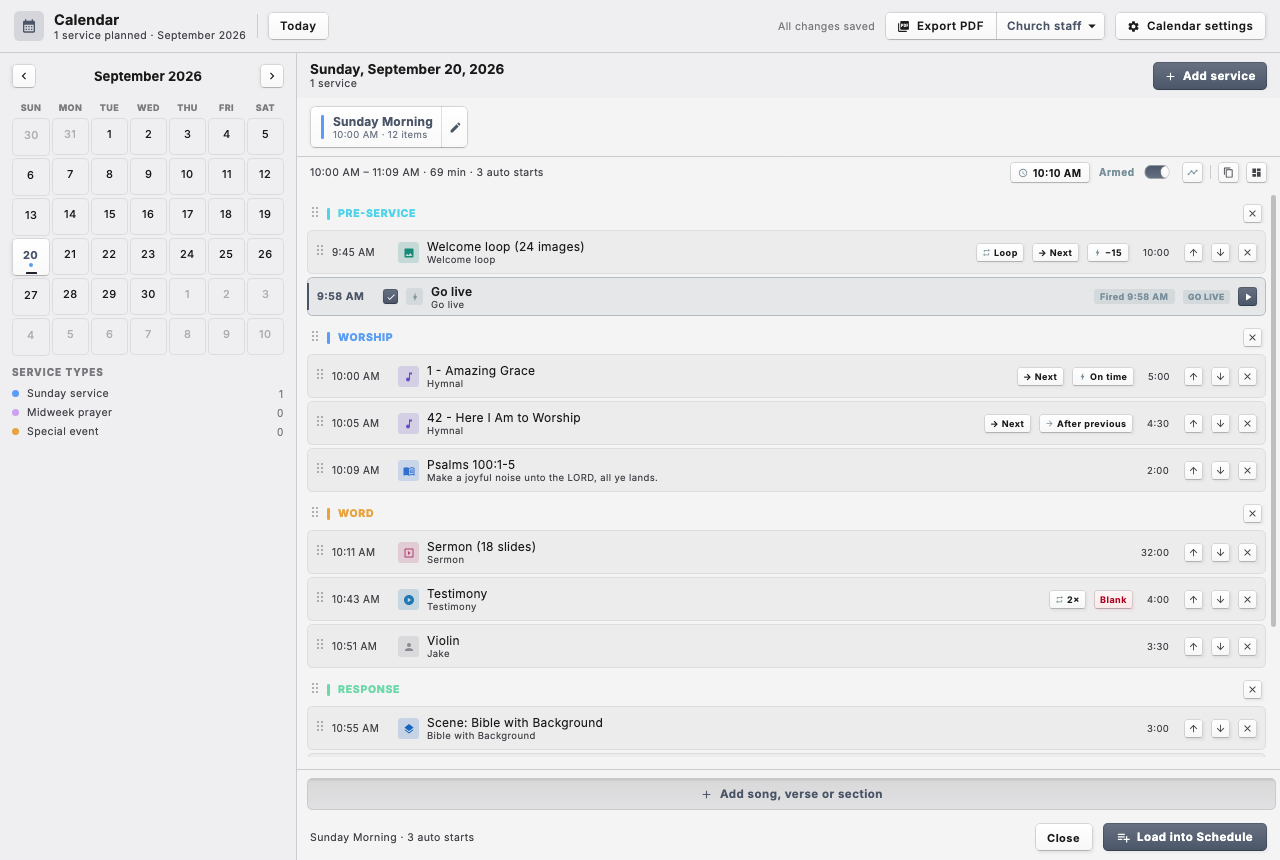 Calendar
1 service planned · September 2026
Today
All changes saved
Export PDF
Church staff
Calendar settings
September 2026
SUN MON TUE WED THU FRI SAT
30 31 1 2 3 4 5
6 7 8 9 10 11 12
13 14 15 16 17 18 19
20 21 22 23 24 25 26
27 28 29 30 1 2 3
4 5 6 7 8 9 10
SERVICE TYPES
Sunday service 1
Midweek prayer 0
Special event 0
Sunday, September 20, 2026
1 service
+ Add service
Sunday Morning
10:00 AM · 12 items
10:00 AM – 11:09 AM · 69 min · 3 auto starts
10:10 AM
Armed
PRE-SERVICE
9:45 AM
Welcome loop (24 images)
Welcome loop
Loop → Next −15 10:00
9:58 AM
Go live
Go live
Fired 9:58 AM GO LIVE
WORSHIP
10:00 AM
1 - Amazing Grace
Hymnal
→ Next On time 5:00
10:05 AM
42 - Here I Am to Worship
Hymnal
→ Next → After previous 4:30
10:09 AM
Psalms 100:1-5
Make a joyful noise unto the LORD, all ye lands.
2:00
WORD
10:11 AM
Sermon (18 slides)
Sermon
32:00
10:43 AM
Testimony
Testimony
2× Blank 4:00
10:51 AM
Violin
Jake
3:30
RESPONSE
10:55 AM
Scene: Bible with Background
Bible with Background
3:00
+ Add song, verse or section
Sunday Morning · 3 auto starts
Close
Load into Schedule